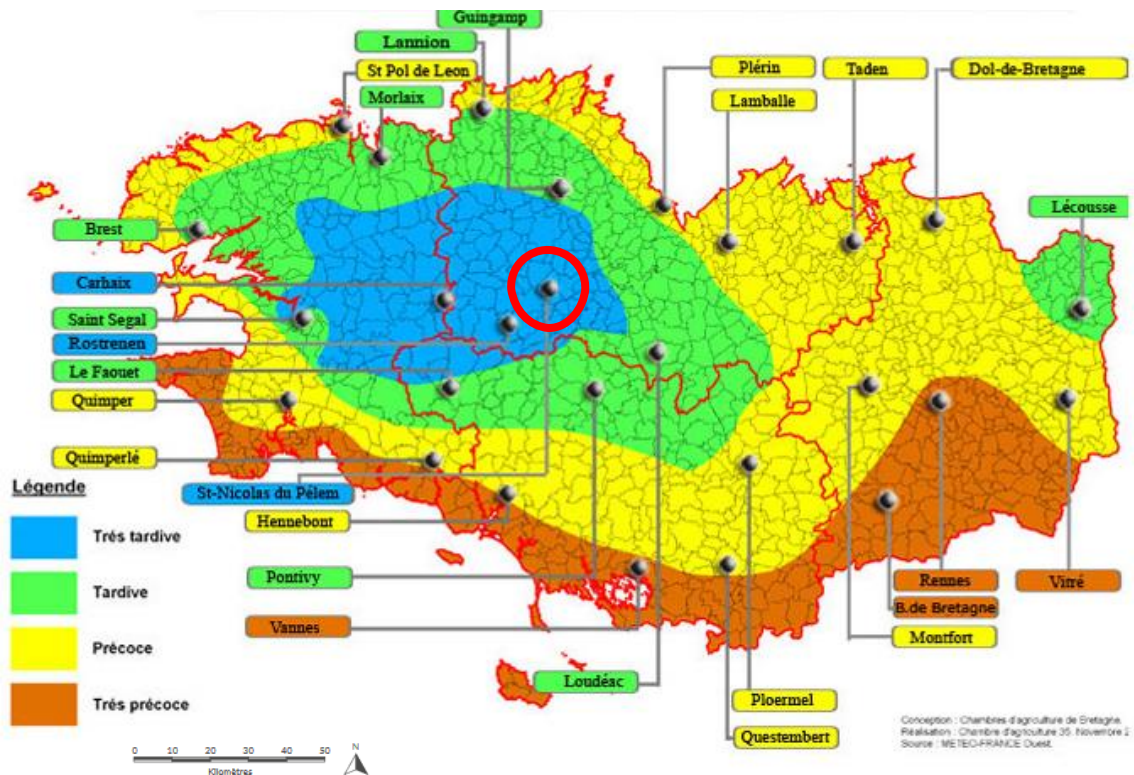 Guingamp
Lannion
St Pol de Leon
Morlaix
Plérin
Taden
Dol-de-Bretagne
Lamballe
Lécousse
Brest
Carhaix
Saint Segal
Rostrenen
Le Faouet
Quimper
Quimperlé
St-Nicolas du Pélem
Hennebont
Pontivy
Vannes
Loudéac
Rennes
Vitré
B.de Bretagne
Montfort
Ploermel
Questembert
Légende
Trés tardive
Tardive
Précoce
Trés précoce
0 10 20 30 40 50
Kilomètres
N
Conception : Chambres d'agriculture de Bretagne.
Réalisation : Chambre d'agriculture 35. Novembre 2
Source : METEO-FRANCE Ouest.